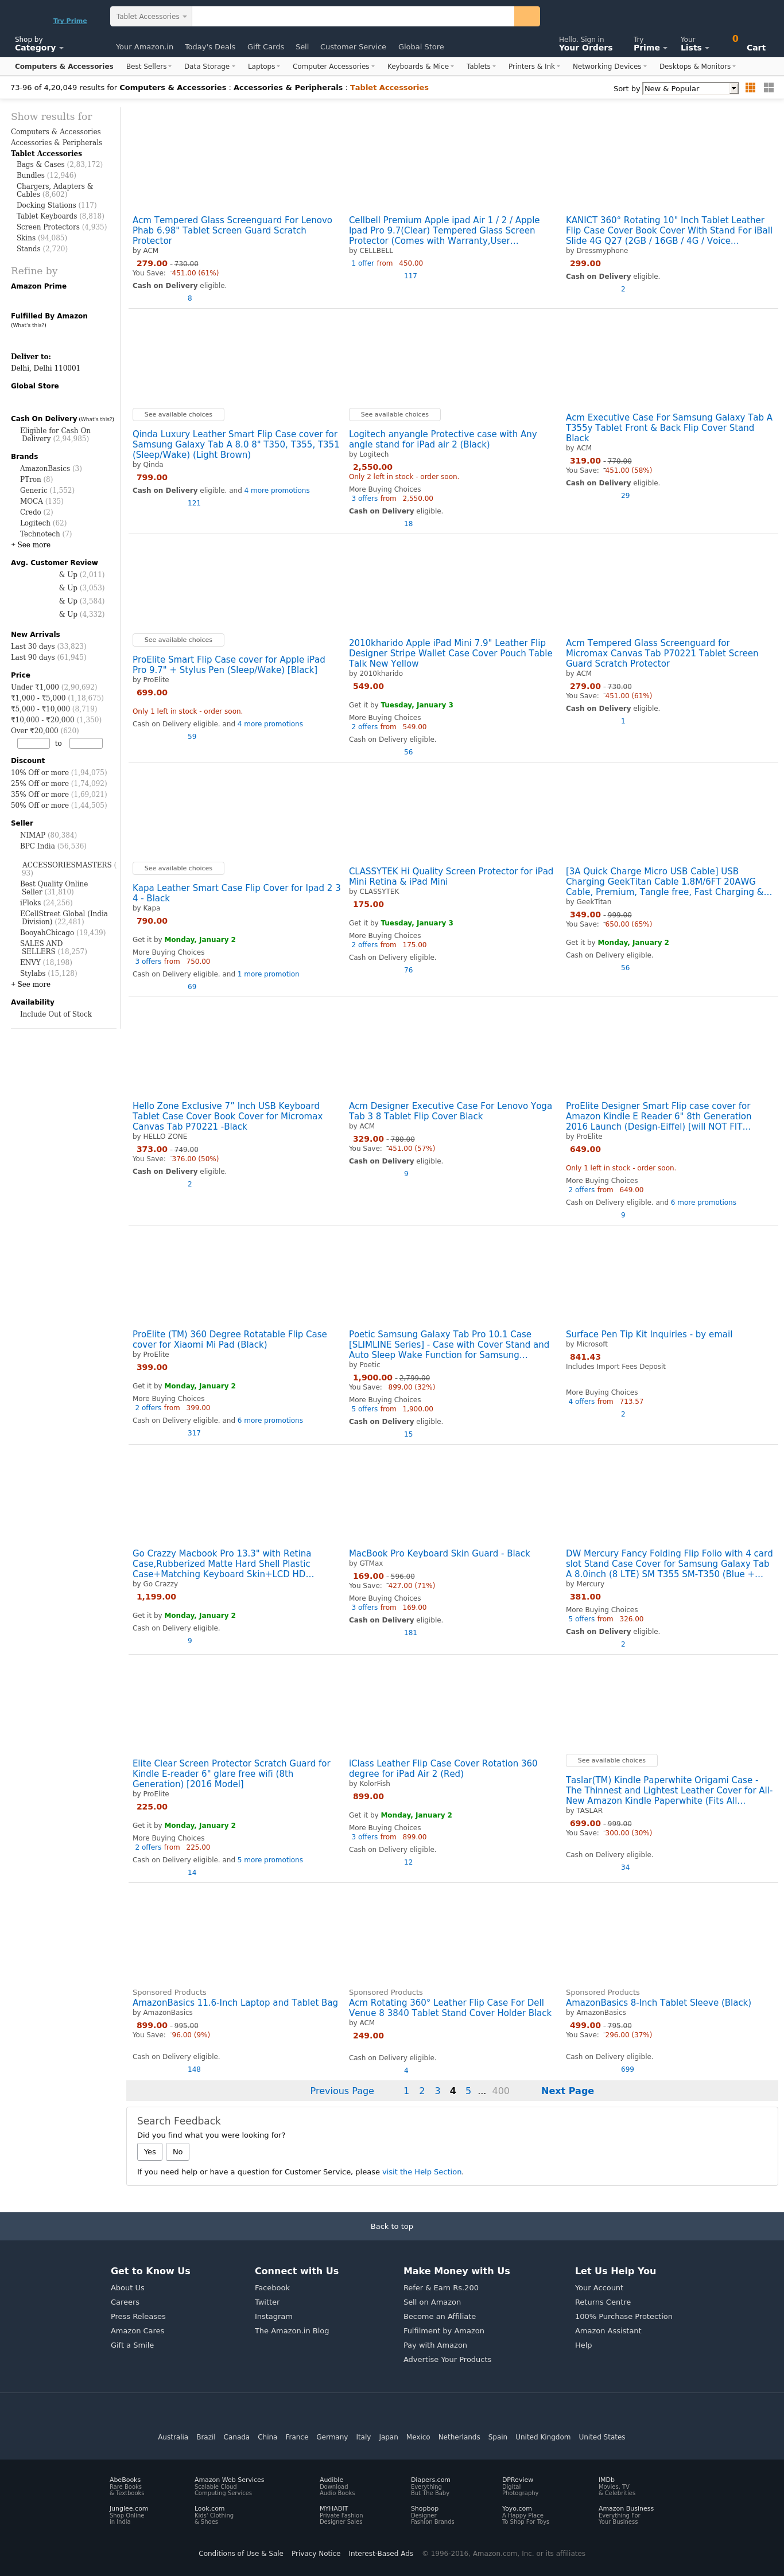 Try Prime
Tablet Accessories
Shop by
Category
Your Amazon.in Today's Deals Gift Cards Sell Customer Service Global Store
Hello. Sign in
Your Orders
Try
Prime
Your
Lists
0
Cart
Computers & Accessories Best Sellers Data Storage Laptops Computer Accessories Keyboards & Mice Tablets Printers & Ink Networking Devices Desktops & Monitors
73-96 of 4,20,049 results for Computers & Accessories : Accessories & Peripherals : Tablet Accessories
Sort by New & Popular
Show results for
Computers & Accessories
Accessories & Peripherals
Tablet Accessories
Bags & Cases (2,83,172)
Bundles (12,946)
Chargers, Adapters &
Cables (8,602)
Docking Stations (117)
Tablet Keyboards (8,818)
Screen Protectors (4,935)
Skins (94,085)
Stands (2,720)
Refine by
Amazon Prime
Fulfilled By Amazon
(What's this?)
Deliver to:
Delhi, Delhi 110001
Global Store
Cash On Delivery (What's this?)
Eligible for Cash On
Delivery (2,94,985)
Brands
AmazonBasics (3)
PTron (8)
Generic (1,552)
MOCA (135)
Credo (2)
Logitech (62)
Technotech (7)
+ See more
Avg. Customer Review
& Up (2,011)
& Up (3,053)
& Up (3,584)
& Up (4,332)
New Arrivals
Last 30 days (33,823)
Last 90 days (61,945)
Price
Under ₹1,000 (2,90,692)
₹1,000 - ₹5,000 (1,18,675)
₹5,000 - ₹10,000 (8,719)
₹10,000 - ₹20,000 (1,350)
Over ₹20,000 (620)
to
Discount
10% Off or more (1,94,075)
25% Off or more (1,74,092)
35% Off or more (1,69,021)
50% Off or more (1,44,505)
Seller
NIMAP (80,384)
BPC India (56,536)
ACCESSORIESMASTERS (
93)
Best Quality Online
Seller (31,810)
iFloks (24,256)
ECellStreet Global (India
Division) (22,481)
BooyahChicago (19,439)
SALES AND
SELLERS (18,257)
ENVY (18,198)
Stylabs (15,128)
+ See more
Availability
Include Out of Stock
Acm Tempered Glass Screenguard For Lenovo
Phab 6.98" Tablet Screen Guard Scratch
Protector
by ACM
279.00 - 730.00
You Save: 451.00 (61%)
Cash on Delivery eligible.
8
Cellbell Premium Apple ipad Air 1 / 2 / Apple
Ipad Pro 9.7(Clear) Tempered Glass Screen
Protector (Comes with Warranty,User...
by CELLBELL
1 offer from 450.00
117
KANICT 360° Rotating 10" Inch Tablet Leather
Flip Case Cover Book Cover With Stand For iBall
Slide 4G Q27 (2GB / 16GB / 4G / Voice...
by Dressmyphone
299.00
Cash on Delivery eligible.
2
See available choices
Qinda Luxury Leather Smart Flip Case cover for
Samsung Galaxy Tab A 8.0 8" T350, T355, T351
(Sleep/Wake) (Light Brown)
by Qinda
799.00
Cash on Delivery eligible. and 4 more promotions
121
See available choices
Logitech anyangle Protective case with Any
angle stand for iPad air 2 (Black)
by Logitech
2,550.00
Only 2 left in stock - order soon.
More Buying Choices
3 offers from 2,550.00
Cash on Delivery eligible.
18
Acm Executive Case For Samsung Galaxy Tab A
T355y Tablet Front & Back Flip Cover Stand
Black
by ACM
319.00 - 770.00
You Save: 451.00 (58%)
Cash on Delivery eligible.
29
See available choices
ProElite Smart Flip Case cover for Apple iPad
Pro 9.7" + Stylus Pen (Sleep/Wake) [Black]
by ProElite
699.00
Only 1 left in stock - order soon.
Cash on Delivery eligible. and 4 more promotions
59
2010kharido Apple iPad Mini 7.9" Leather Flip
Designer Stripe Wallet Case Cover Pouch Table
Talk New Yellow
by 2010kharido
549.00
Get it by Tuesday, January 3
More Buying Choices
2 offers from 549.00
Cash on Delivery eligible.
56
Acm Tempered Glass Screenguard for
Micromax Canvas Tab P70221 Tablet Screen
Guard Scratch Protector
by ACM
279.00 - 730.00
You Save: 451.00 (61%)
Cash on Delivery eligible.
1
See available choices
Kapa Leather Smart Case Flip Cover for Ipad 2 3
4 - Black
by Kapa
790.00
Get it by Monday, January 2
More Buying Choices
3 offers from 750.00
Cash on Delivery eligible. and 1 more promotion
69
CLASSYTEK Hi Quality Screen Protector for iPad
Mini Retina & iPad Mini
by CLASSYTEK
175.00
Get it by Tuesday, January 3
More Buying Choices
2 offers from 175.00
Cash on Delivery eligible.
76
[3A Quick Charge Micro USB Cable] USB
Charging GeekTitan Cable 1.8M/6FT 20AWG
Cable, Premium, Tangle free, Fast Charging &...
by GeekTitan
349.00 - 999.00
You Save: 650.00 (65%)
Get it by Monday, January 2
Cash on Delivery eligible.
56
Hello Zone Exclusive 7” Inch USB Keyboard
Tablet Case Cover Book Cover for Micromax
Canvas Tab P70221 -Black
by HELLO ZONE
373.00 - 749.00
You Save: 376.00 (50%)
Cash on Delivery eligible.
2
Acm Designer Executive Case For Lenovo Yoga
Tab 3 8 Tablet Flip Cover Black
by ACM
329.00 - 780.00
You Save: 451.00 (57%)
Cash on Delivery eligible.
9
ProElite Designer Smart Flip case cover for
Amazon Kindle E Reader 6" 8th Generation
2016 Launch (Design-Eiffel) [will NOT FIT...
by ProElite
649.00
Only 1 left in stock - order soon.
More Buying Choices
2 offers from 649.00
Cash on Delivery eligible. and 6 more promotions
9
ProElite (TM) 360 Degree Rotatable Flip Case
cover for Xiaomi Mi Pad (Black)
by ProElite
399.00
Get it by Monday, January 2
More Buying Choices
2 offers from 399.00
Cash on Delivery eligible. and 6 more promotions
317
Poetic Samsung Galaxy Tab Pro 10.1 Case
[SLIMLINE Series] - Case with Cover Stand and
Auto Sleep Wake Function for Samsung...
by Poetic
1,900.00 - 2,799.00
You Save: 899.00 (32%)
More Buying Choices
5 offers from 1,900.00
Cash on Delivery eligible.
15
Surface Pen Tip Kit Inquiries - by email
by Microsoft
841.43
Includes Import Fees Deposit
More Buying Choices
4 offers from 713.57
2
Go Crazzy Macbook Pro 13.3" with Retina
Case,Rubberized Matte Hard Shell Plastic
Case+Matching Keyboard Skin+LCD HD...
by Go Crazzy
1,199.00
Get it by Monday, January 2
Cash on Delivery eligible.
9
MacBook Pro Keyboard Skin Guard - Black
by GTMax
169.00 - 596.00
You Save: 427.00 (71%)
More Buying Choices
3 offers from 169.00
Cash on Delivery eligible.
181
DW Mercury Fancy Folding Flip Folio with 4 card
slot Stand Case Cover for Samsung Galaxy Tab
A 8.0inch (8 LTE) SM T355 SM-T350 (Blue +...
by Mercury
381.00
More Buying Choices
5 offers from 326.00
Cash on Delivery eligible.
2
Elite Clear Screen Protector Scratch Guard for
Kindle E-reader 6" glare free wifi (8th
Generation) [2016 Model]
by ProElite
225.00
Get it by Monday, January 2
More Buying Choices
2 offers from 225.00
Cash on Delivery eligible. and 5 more promotions
14
iClass Leather Flip Case Cover Rotation 360
degree for iPad Air 2 (Red)
by KolorFish
899.00
Get it by Monday, January 2
More Buying Choices
3 offers from 899.00
Cash on Delivery eligible.
12
See available choices
Taslar(TM) Kindle Paperwhite Origami Case -
The Thinnest and Lightest Leather Cover for All-
New Amazon Kindle Paperwhite (Fits All...
by TASLAR
699.00 - 999.00
You Save: 300.00 (30%)
Cash on Delivery eligible.
34
Sponsored Products
AmazonBasics 11.6-Inch Laptop and Tablet Bag
by AmazonBasics
899.00 - 995.00
You Save: 96.00 (9%)
Cash on Delivery eligible.
148
Sponsored Products
Acm Rotating 360° Leather Flip Case For Dell
Venue 8 3840 Tablet Stand Cover Holder Black
by ACM
249.00
Cash on Delivery eligible.
4
Sponsored Products
AmazonBasics 8-Inch Tablet Sleeve (Black)
by AmazonBasics
499.00 - 795.00
You Save: 296.00 (37%)
Cash on Delivery eligible.
699
Previous Page 1 2 3 4 5 ... 400 Next Page
Search Feedback
Did you find what you were looking for?
Yes No
If you need help or have a question for Customer Service, please visit the Help Section.
Back to top
Get to Know Us
About Us
Careers
Press Releases
Amazon Cares
Gift a Smile
Connect with Us
Facebook
Twitter
Instagram
The Amazon.in Blog
Make Money with Us
Refer & Earn Rs.200
Sell on Amazon
Become an Affiliate
Fulfilment by Amazon
Pay with Amazon
Advertise Your Products
Let Us Help You
Your Account
Returns Centre
100% Purchase Protection
Amazon Assistant
Help
Australia Brazil Canada China France Germany Italy Japan Mexico Netherlands Spain United Kingdom United States
AbeBooks
Rare Books
& Textbooks
Amazon Web Services
Scalable Cloud
Computing Services
Audible
Download
Audio Books
Diapers.com
Everything
But The Baby
DPReview
Digital
Photography
IMDb
Movies, TV
& Celebrities
Junglee.com
Shop Online
in India
Look.com
Kids' Clothing
& Shoes
MYHABIT
Private Fashion
Designer Sales
Shopbop
Designer
Fashion Brands
Yoyo.com
A Happy Place
To Shop For Toys
Amazon Business
Everything For
Your Business
Conditions of Use & Sale Privacy Notice Interest-Based Ads © 1996-2016, Amazon.com, Inc. or its affiliates